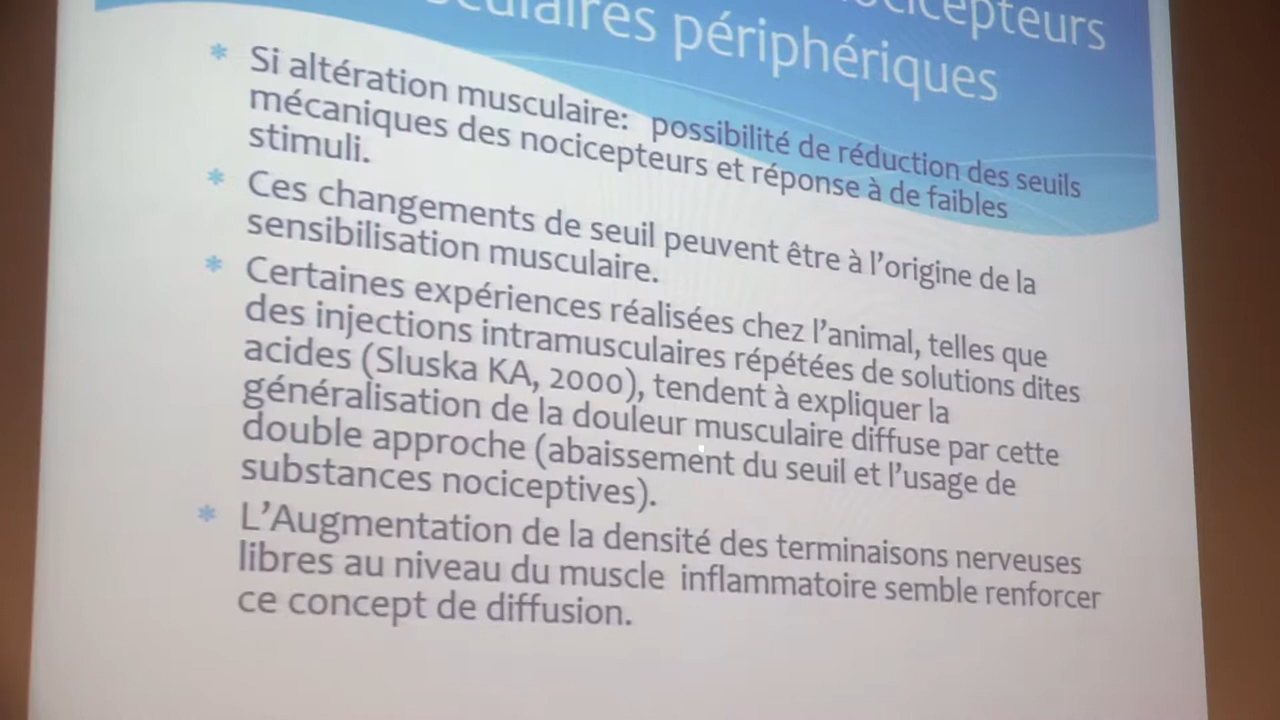 périphériques
* Si altération musculaire: possibilité de réduction des seuils
mécaniques des nocicepteurs et réponse à de faibles
stimuli.
* Ces changements de seuil peuvent être à l'origine de la
sensibilisation musculaire.
* Certaines expériences réalisées chez l'animal, telles que
des injections intramusculaires répétées de solutions dites
acides (Sluska KA, 2000), tendent à expliquer la
généralisation de la douleur musculaire diffuse par cette
double approche (abaissement du seuil et l'usage de
substances nociceptives).
* L'Augmentation de la densité des terminaisons nerveuses
libres au niveau du muscle inflammatoire semble renforcer
ce concept de diffusion.